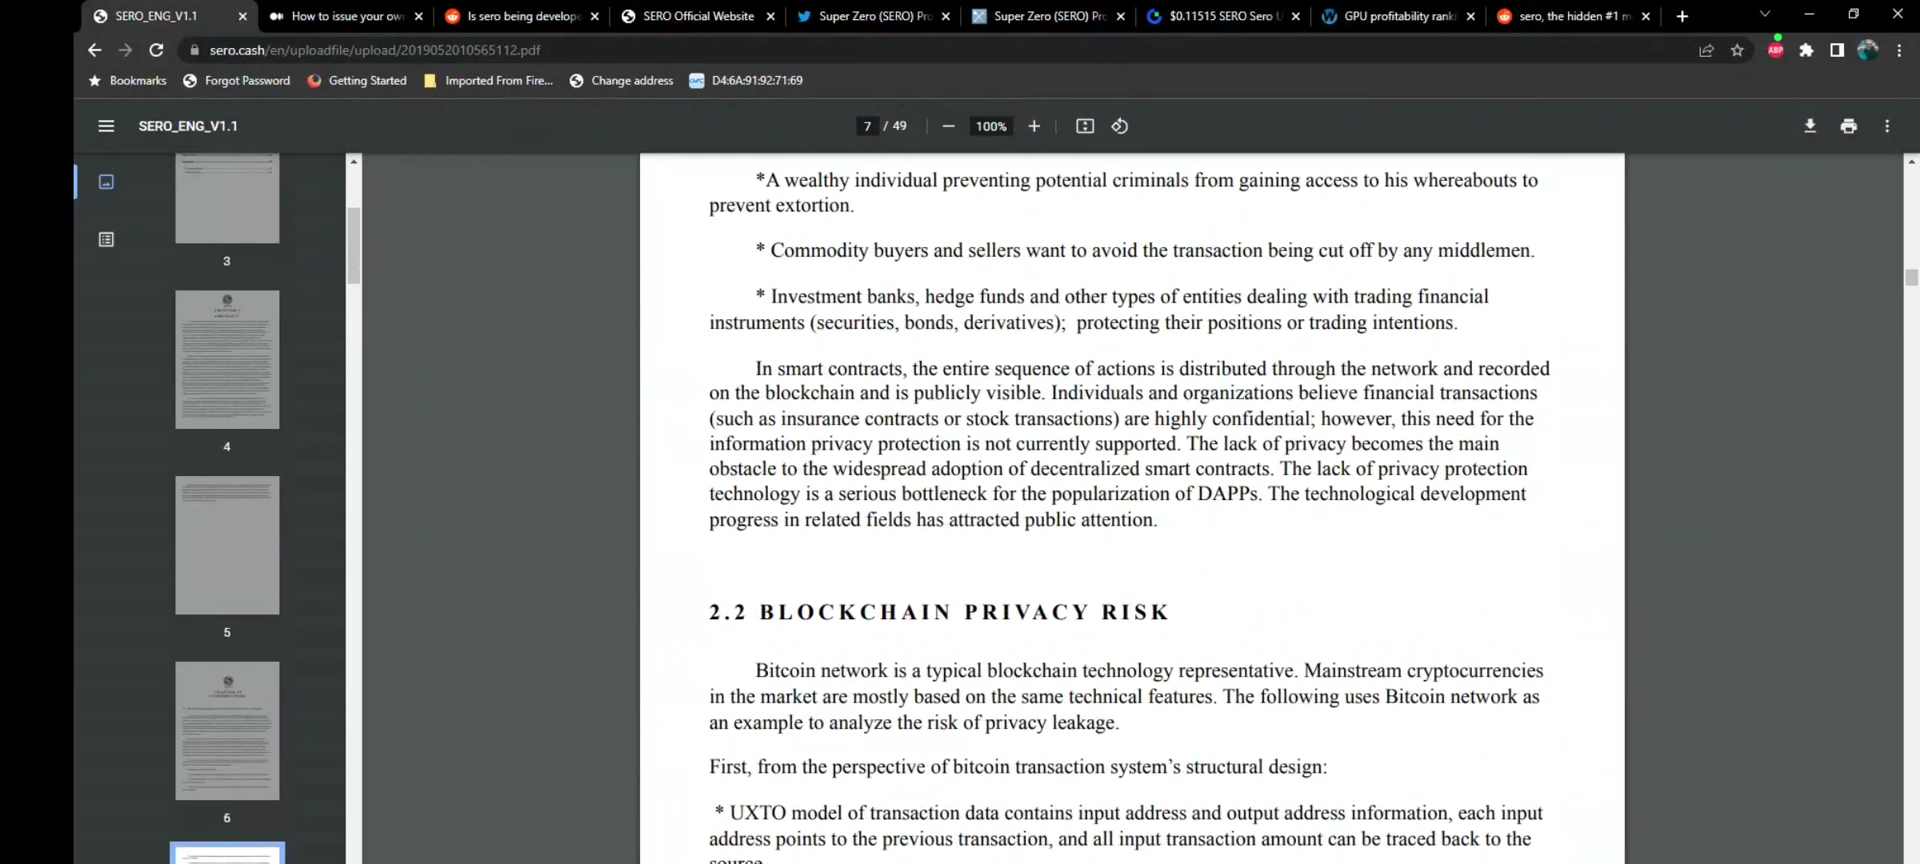 SERO_ENG_V1.1
How to issue your ow
Is sero being develope
SERO Official Website
Super Zero (SERO) Pr
Super Zero (SERO) Pr
$0.11515 SERO Sero U
GPU profitability rank
sero, the hidden #1 m
sero.cash/en/uploadfile/upload/2019052010565112.pdf
ABP
Bookmarks
Forgot Password
Getting Started
Imported From Fire...
Change address
D4:6A:91:92:71:69
SERO_ENG_V1.1
7 / 49
100%
3
4
5
6
*A wealthy individual preventing potential criminals from gaining access to his whereabouts to
prevent extortion.
* Commodity buyers and sellers want to avoid the transaction being cut off by any middlemen.
* Investment banks, hedge funds and other types of entities dealing with trading financial
instruments (securities, bonds, derivatives); protecting their positions or trading intentions.
In smart contracts, the entire sequence of actions is distributed through the network and recorded
on the blockchain and is publicly visible. Individuals and organizations believe financial transactions
(such as insurance contracts or stock transactions) are highly confidential; however, this need for the
information privacy protection is not currently supported. The lack of privacy becomes the main
obstacle to the widespread adoption of decentralized smart contracts. The lack of privacy protection
technology is a serious bottleneck for the popularization of DAPPs. The technological development
progress in related fields has attracted public attention.
2.2 BLOCKCHAIN PRIVACY RISK
Bitcoin network is a typical blockchain technology representative. Mainstream cryptocurrencies
in the market are mostly based on the same technical features. The following uses Bitcoin network as
an example to analyze the risk of privacy leakage.
First, from the perspective of bitcoin transaction system's structural design:
* UXTO model of transaction data contains input address and output address information, each input
address points to the previous transaction, and all input transaction amount can be traced back to the
source